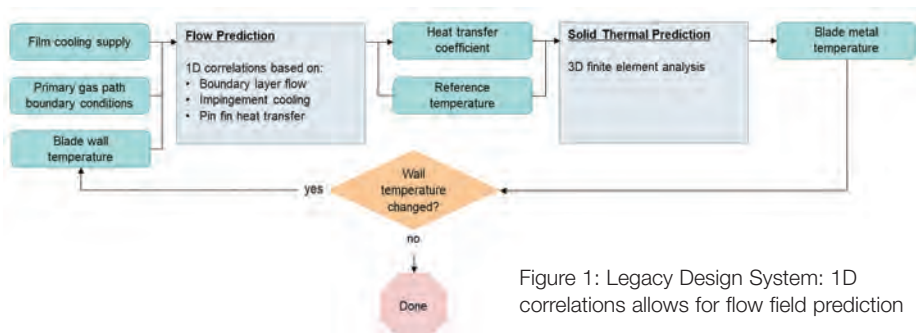 Film cooling supply
Primary gas path
boundary conditions
Blade wall
temperature
Flow Prediction
1D correlations based on:
• Boundary layer flow
• Impingement cooling
• Pin fin heat transfer
Heat transfer
coefficient
Reference
temperature
Solid Thermal Prediction
3D finite element analysis
Blade metal
temperature
Wall
temperature
changed?
yes
no
Done
Figure 1: Legacy Design System: 1D
correlations allows for flow field prediction